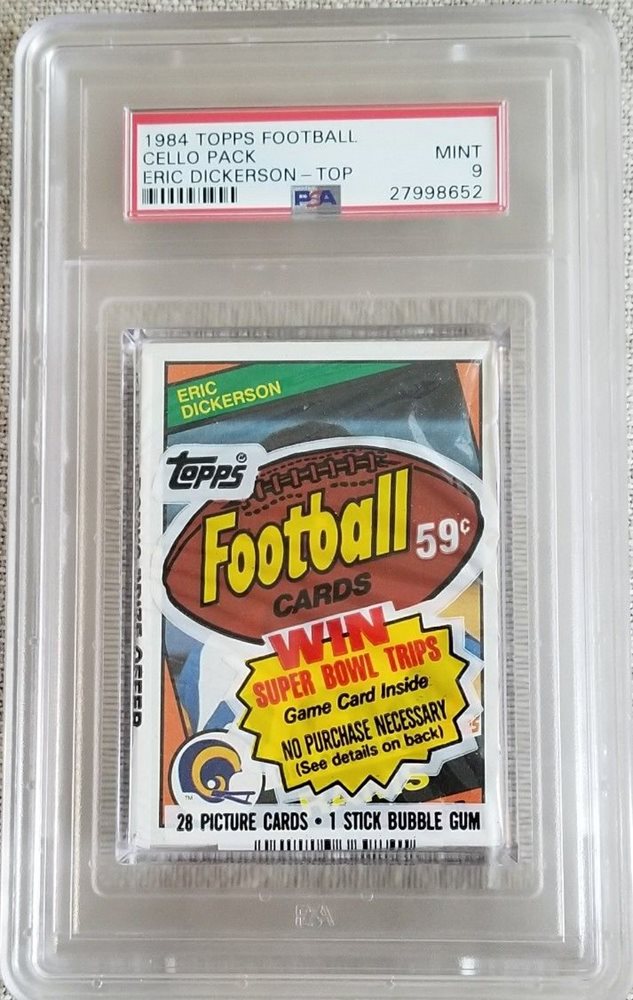 1984 TOPPS FOOTBALL
CELLO PACK MINT
ERIC DICKERSON - TOP 9
PSA 27998652
ERIC
DICKERSON
TOPPS
Football 59¢
CARDS
WIN
SUPER BOWL TRIPS
Game Card Inside
NO PURCHASE NECESSARY
(See details on back)
TM
28 PICTURE CARDS • 1 STICK BUBBLE GUM
PSA